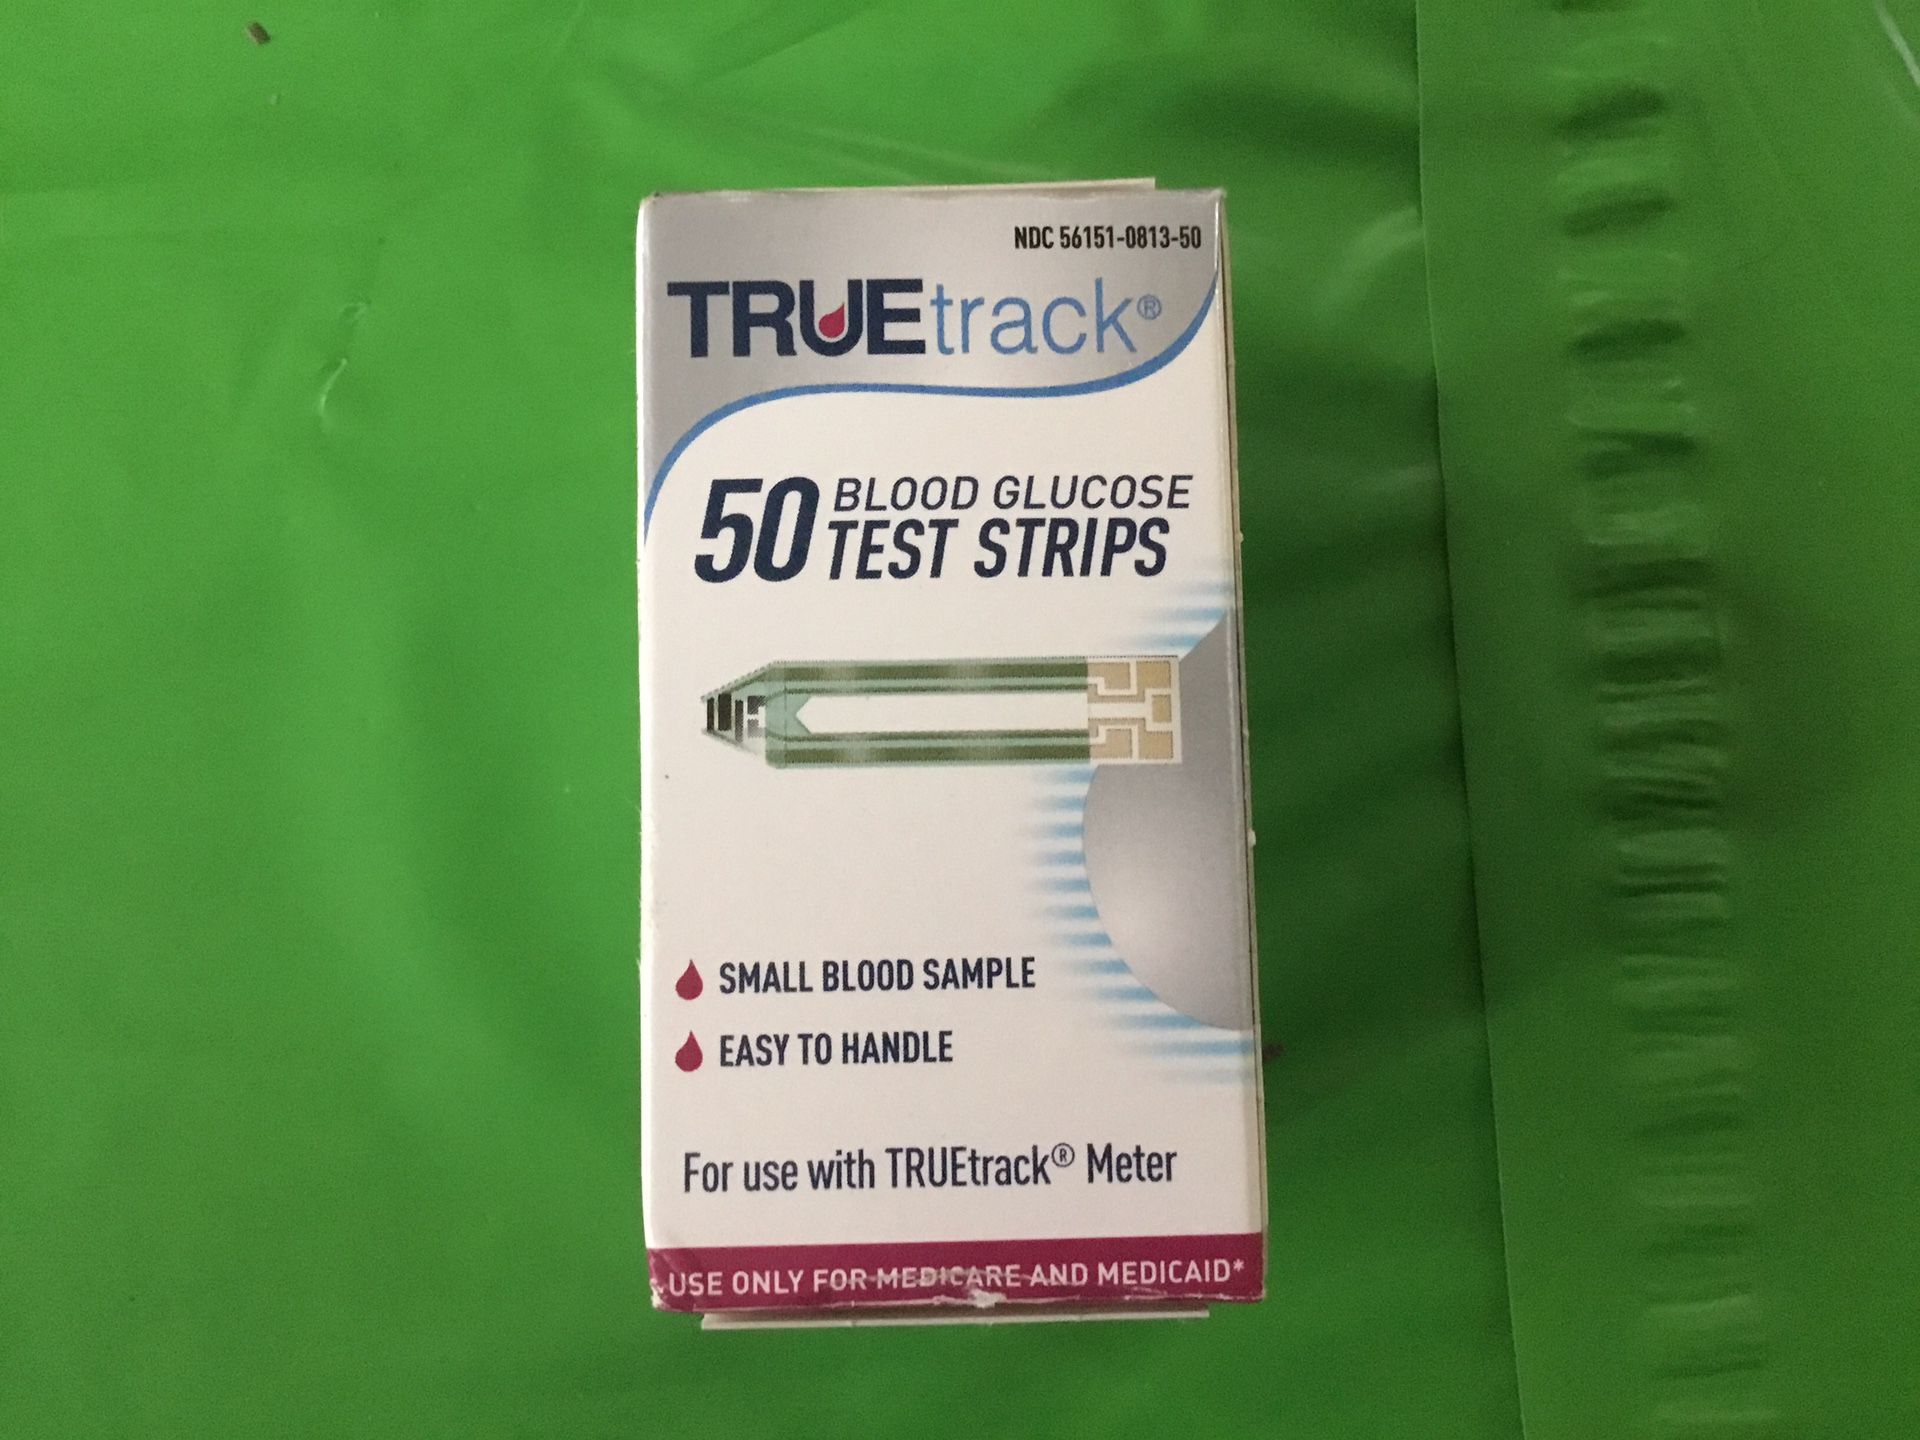 NDC 56151-0813-50
TRUEtrack®
50 BLOOD GLUCOSE
TEST STRIPS
SMALL BLOOD SAMPLE
EASY TO HANDLE
For use with TRUEtrack® Meter
USE ONLY FOR MEDICARE AND MEDICAID*